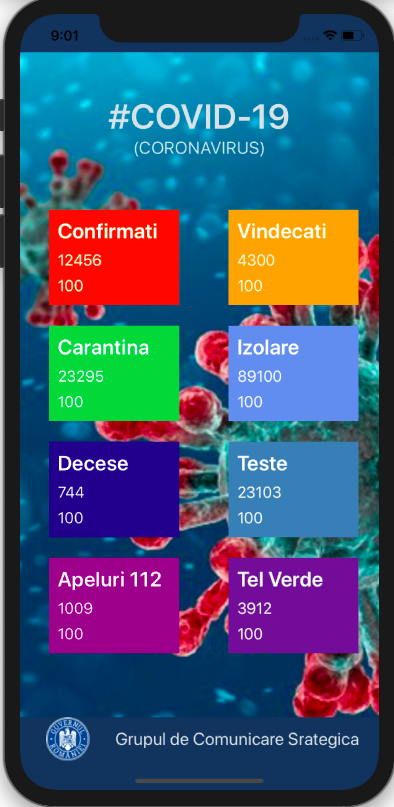 9:01
#COVID-19
(CORONAVIRUS)
Confirmati
12456
100
Vindecati
4300
100
Carantina
23295
100
Izolare
89100
100
Decese
744
100
Teste
23103
100
Apeluri 112
1009
100
Tel Verde
3912
100
GUVERNUL ROMÂNIEI
Grupul de Comunicare Srategica